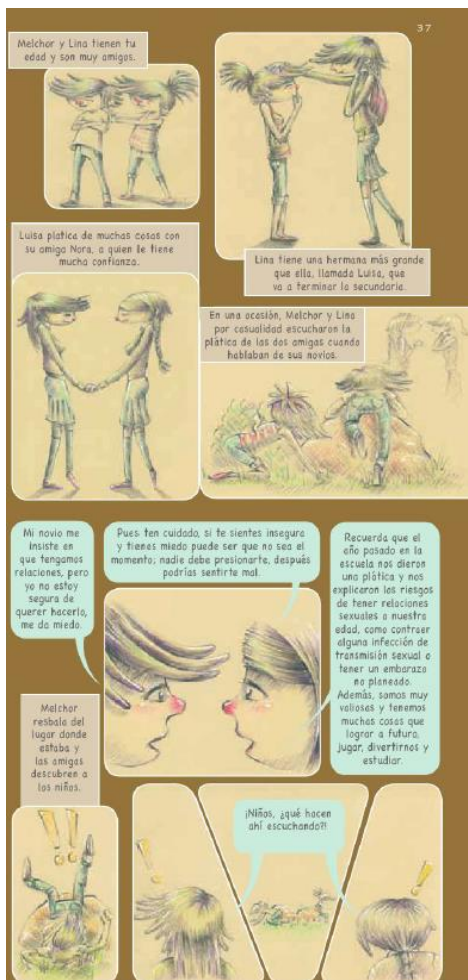 37
Melchor y Lina tienen tu
edad y son muy amigos.
Lina tiene una hermana más grande
que ella, llamada Luisa, que
va a terminar la secundaria.
Luisa platica de muchas cosas con
su amiga Nora, a quien le tiene
mucha confianza.
En una ocasión, Melchor y Lina
por casualidad escucharon la
plática de las dos amigas cuando
hablaban de sus novios.
Mi novio me
insiste en
que tengamos
relaciones, pero
yo no estoy
segura de
querer hacerlo,
me da miedo.
Pues ten cuidado, si te sientes insegura
y tienes miedo puede ser que no sea el
momento; nadie debe presionarte, después
podrías sentirte mal.
Recuerda que el
año pasado en la
escuela nos dieron
una plática y nos
explicaron los riesgos
de tener relaciones
sexuales a nuestra
edad, como contraer
alguna infección de
transmisión sexual o
tener un embarazo
no planeado.
Además, somos muy
valiosas y tenemos
muchas cosas que
lograr a futuro,
jugar, divertirnos y
estudiar.
Melchor
resbala del
lugar donde
estaba y
las amigas
descubren a
los niños.
!!
!
¡Niños, ¿qué hacen
ahí escuchando?!
!